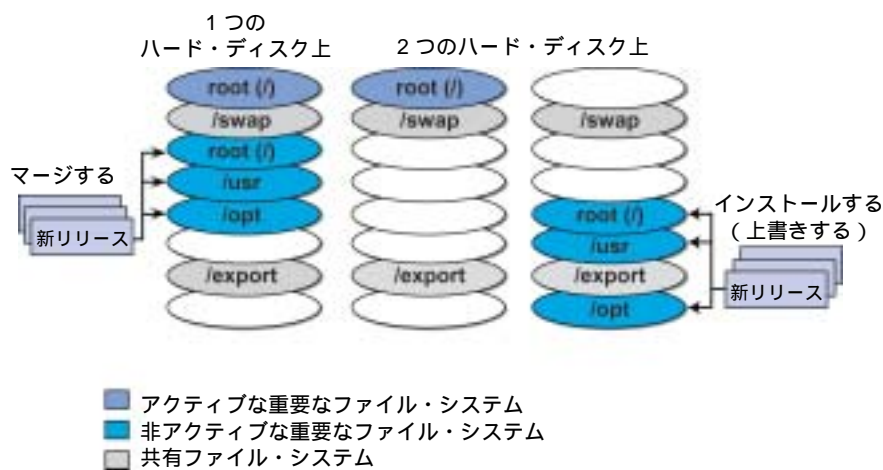 1 つの
ハード・ディスク上
2 つのハード・ディスク上
root (/)
/swap
root (/)
/usr
/opt
/export
root (/)
/swap
/export
/swap
root (/)
/usr
/export
/opt
マージする
新リリース
インストールする
( 上書きする )
新リリース
アクティブな重要なファイル・システム
非アクティブな重要なファイル・システム
共有ファイル・システム